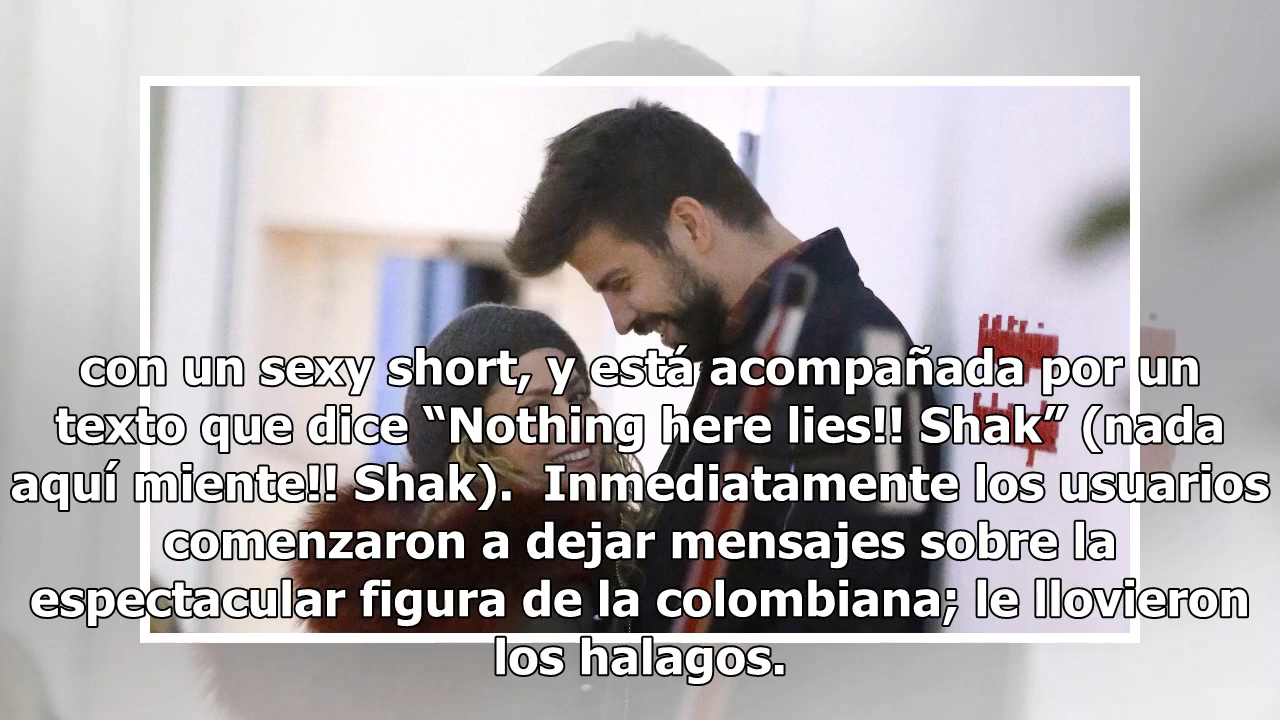 con un sexy short, y está acompañada por un
texto que dice “Nothing here lies!! Shak” (nada
aquí miente!! Shak).  Inmediatamente los usuarios
comenzaron a dejar mensajes sobre la
espectacular figura de la colombiana; le llovieron
los halagos.